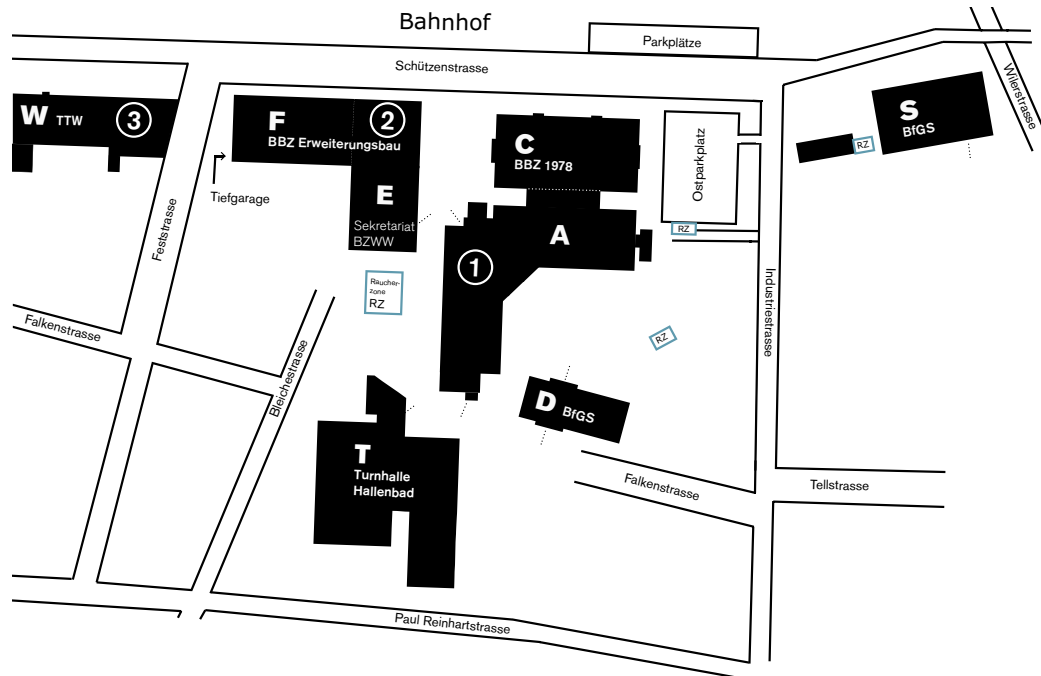 Bahnhof
Parkplätze
Schützenstrasse
Wilerstrasse
W TTW
3
F
BBZ Erweiterungsbau
2
C
BBZ 1978
S
BfGS
RZ
Ostparkplatz
Tiefgarage
E
Sekretariat
BZWW
Feststrasse
RZ
A
1
Raucher-
zone
RZ
Industriestrasse
Falkenstrasse
RZ
Bleichestrasse
D BfGS
T
Turnhalle
Hallenbad
Falkenstrasse
Tellstrasse
Paul Reinhartstrasse